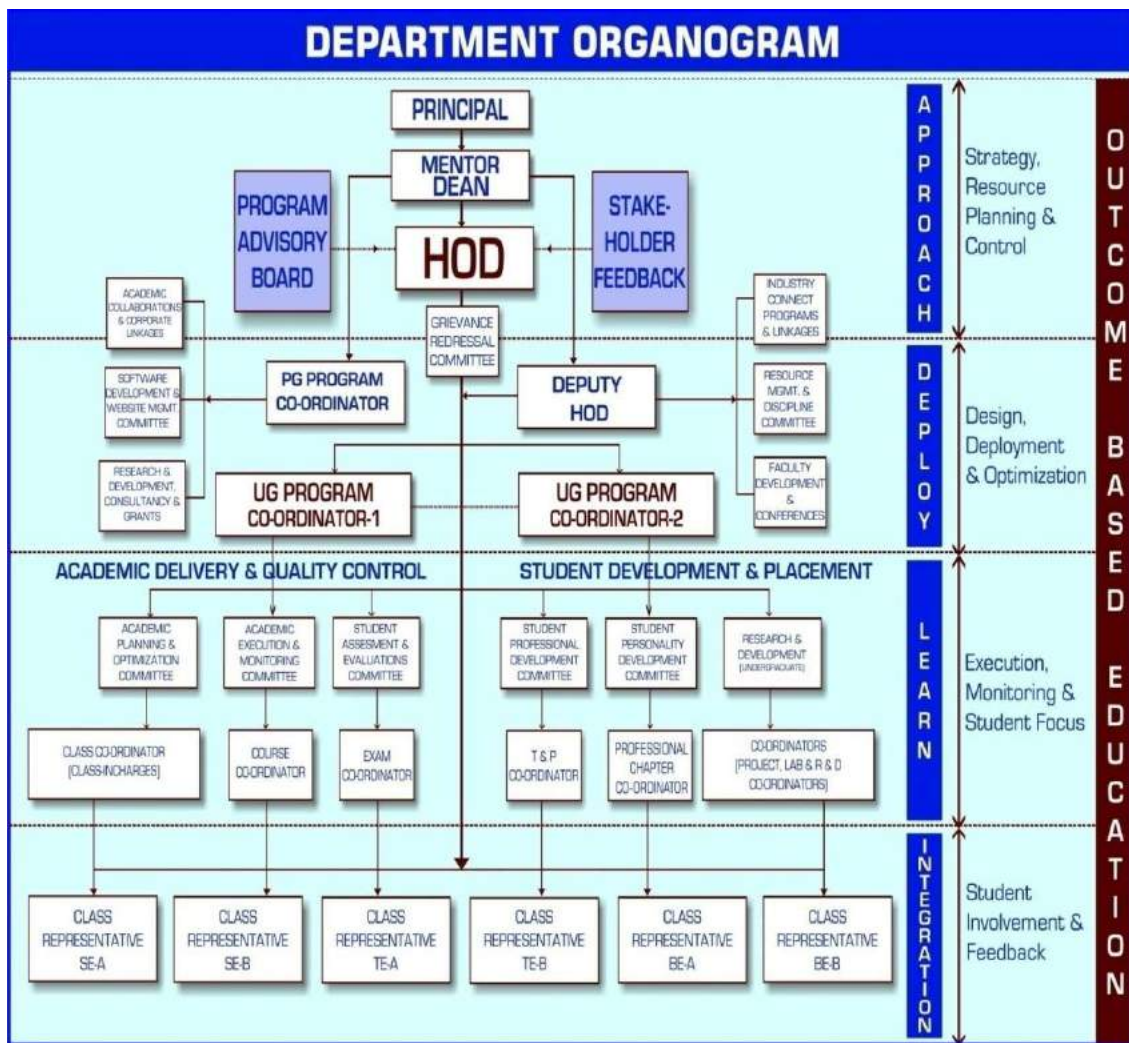 DEPARTMENT ORGANOGRAM
PRINCIPAL
MENTOR
DEAN
PROGRAM
ADVISORY
BOARD
HOD
STAKE-
HOLDER
FEEDBACK
ACADEMIC
COLLABORATIONS
& CORPORATE
LINKAGES
GRIEVANCE
REDRESSAL
COMMITTEE
INDUSTRY
CONNECT
PROGRAMS
& LINKAGES
SOFTWARE
DEVELOPMENT &
WEBSITE MGMT.
COMMITTEE
PG PROGRAM
CO-ORDINATOR
DEPUTY
HOD
RESOURCE
MGMT. &
DISCIPLINE
COMMITTEE
RESEARCH &
DEVELOPMENT,
CONSULTANCY &
GRANTS
UG PROGRAM
CO-ORDINATOR-1
UG PROGRAM
CO-ORDINATOR-2
FACULTY
DEVELOPMENT
&
CONFERENCES
ACADEMIC DELIVERY & QUALITY CONTROL
STUDENT DEVELOPMENT & PLACEMENT
ACADEMIC
PLANNING &
OPTIMIZATION
COMMITTEE
ACADEMIC
EXECUTION &
MONITORING
COMMITTEE
STUDENT
ASSESMENT &
EVALUATIONS
COMMITTEE
STUDENT
PROFESSIONAL
DEVELOPMENT
COMMITTEE
STUDENT
PERSONALITY
DEVELOPMENT
COMMITTEE
RESEARCH &
DEVELOPMENT
(UNDERGRADUATE)
CLASS CO-ORDINATOR
(CLASS-INCHARGES)
COURSE
CO-ORDINATOR
EXAM
CO-ORDINATOR
T & P
CO-ORDINATOR
PROFESSIONAL
CHAPTER
CO-ORDINATOR
CO-ORDINATORS
(PROJECT, LAB & R & D
CO-ORDINATORS)
CLASS
REPRESENTATIVE
SE-A
CLASS
REPRESENTATIVE
SE-B
CLASS
REPRESENTATIVE
TE-A
CLASS
REPRESENTATIVE
TE-B
CLASS
REPRESENTATIVE
BE-A
CLASS
REPRESENTATIVE
BE-B
APPROACH
Strategy,
Resource
Planning &
Control
DEPLOY
Design,
Deployment
& Optimization
LEARN
Execution,
Monitoring &
Student Focus
INTEGRATION
Student
Involvement &
Feedback
OUTCOME BASED EDUCATION